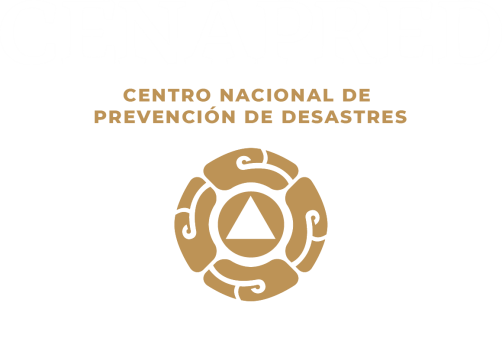 CENTRO NACIONAL DE
PREVENCIÓN DE DESASTRES